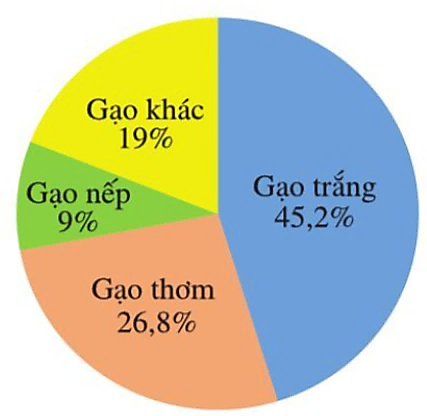 Gạo khác
19%
Gạo trắng
45,2%
Gạo nếp
9%
Gạo thơm
26,8%